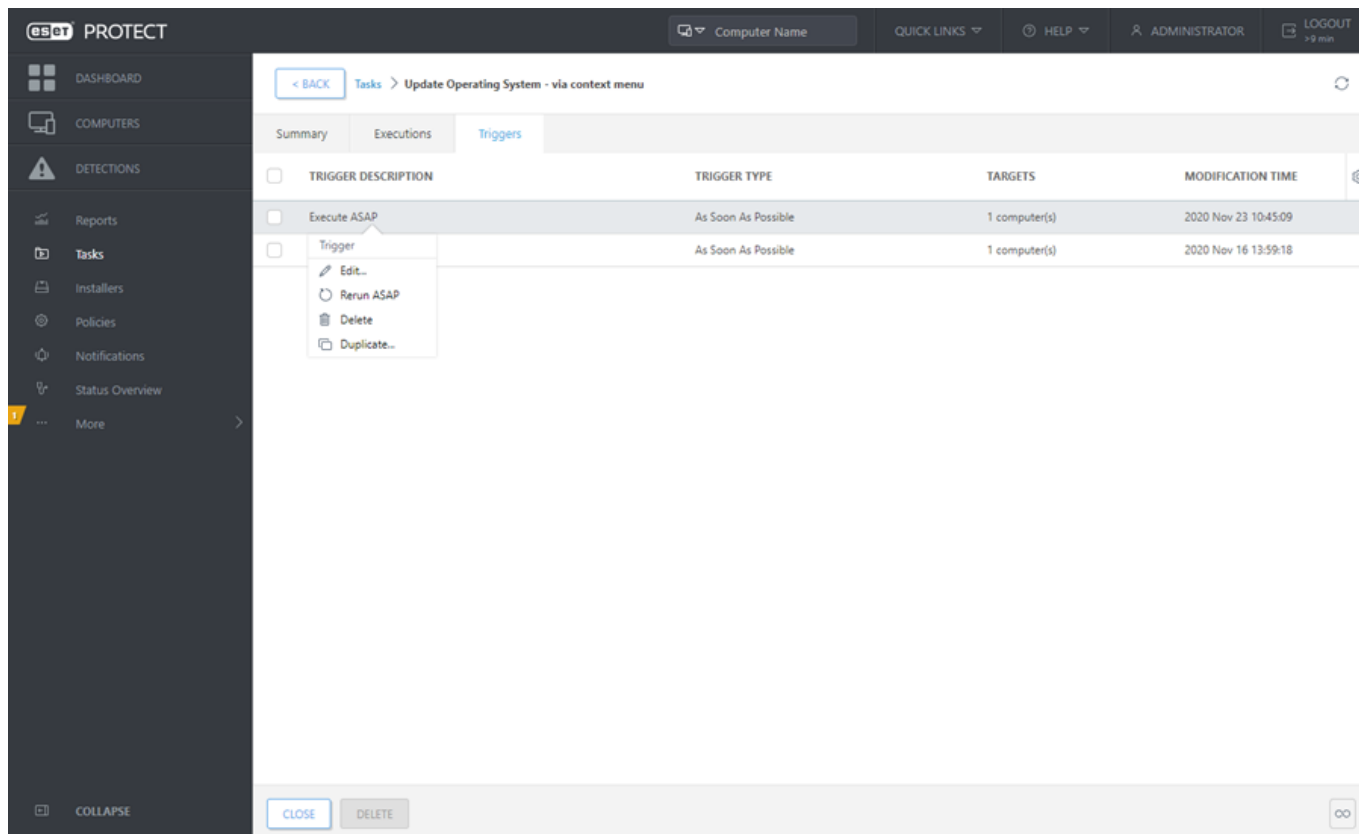 eset PROTECT
Computer Name
QUICK LINKS
HELP
ADMINISTRATOR
LOGOUT
>9 min
DASHBOARD
COMPUTERS
DETECTIONS
Reports
Tasks
Installers
Policies
Notifications
Status Overview
1
... More
COLLAPSE
< BACK Tasks > Update Operating System - via context menu
Summary Executions Triggers
TRIGGER DESCRIPTION TRIGGER TYPE TARGETS MODIFICATION TIME
Execute ASAP As Soon As Possible 1 computer(s) 2020 Nov 23 10:45:09
As Soon As Possible 1 computer(s) 2020 Nov 16 13:59:18
Trigger
Edit...
Rerun ASAP
Delete
Duplicate...
CLOSE DELETE